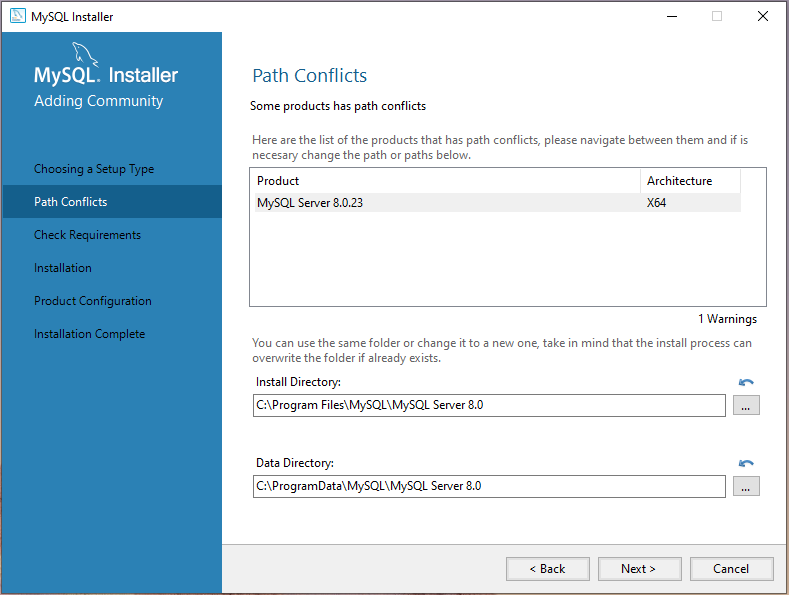 MySQL Installer
MySQL. Installer
Adding Community
Choosing a Setup Type
Path Conflicts
Check Requirements
Installation
Product Configuration
Installation Complete
Path Conflicts
Some products has path conflicts
Here are the list of the products that has path conflicts, please navigate between them and if is
necesary change the path or paths below.
Product Architecture
MySQL Server 8.0.23 X64
1 Warnings
You can use the same folder or change it to a new one, take in mind that the install process can
overwrite the folder if already exists.
Install Directory:
C:\Program Files\MySQL\MySQL Server 8.0
...
Data Directory:
C:\ProgramData\MySQL\MySQL Server 8.0
...
< Back Next > Cancel